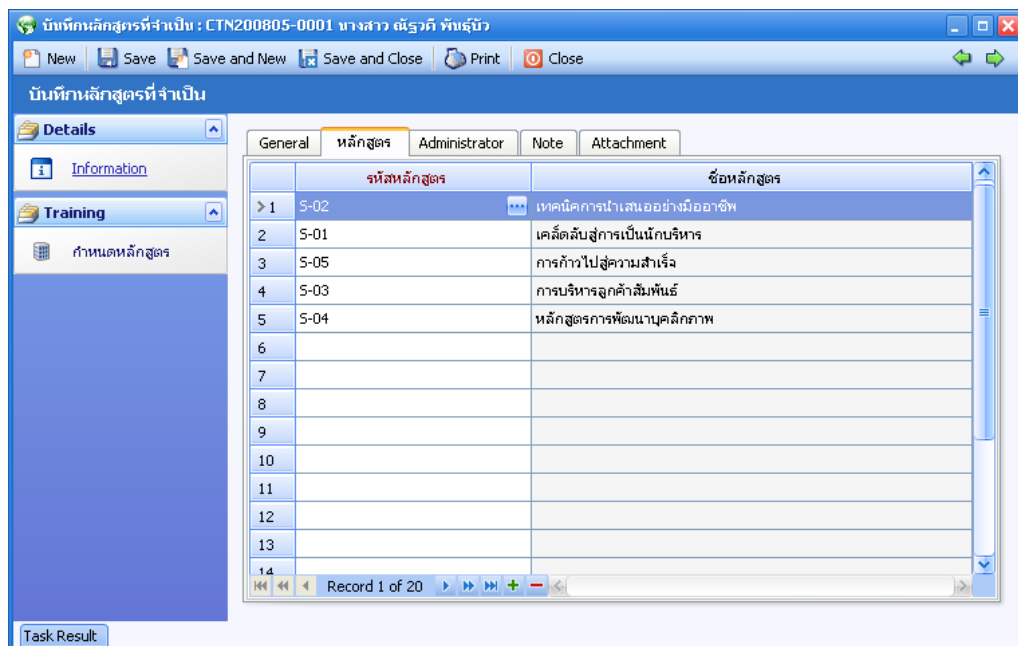 บันทึกหลักสูตรที่จำเป็น : CTN200805-0001 นางสาว ณัฐวดี พันธุ์บัว
New Save Save and New Save and Close Print Close
บันทึกหลักสูตรที่จำเป็น
Details
Information
Training
กำหนดหลักสูตร
General หลักสูตร Administrator Note Attachment
รหัสหลักสูตร ชื่อหลักสูตร
1 S-02 เทคนิคการนำเสนออย่างมืออาชีพ
2 S-01 เคล็ดลับสู่การเป็นนักบริหาร
3 S-05 การก้าวไปสู่ความสำเร็จ
4 S-03 การบริหารลูกค้าสัมพันธ์
5 S-04 หลักสูตรการพัฒนาบุคลิกภาพ
6
7
8
9
10
11
12
13
14
Record 1 of 20
Task Result